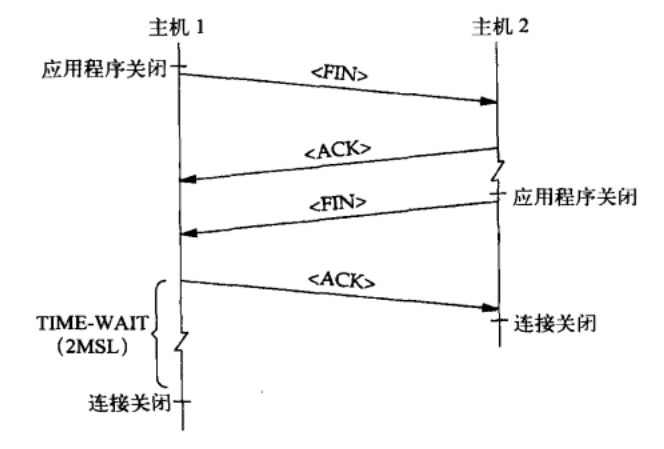 主机 1
主机 2
应用程序关闭
<FIN>
<ACK>
<FIN>
应用程序关闭
<ACK>
TIME-WAIT
(2MSL)
连接关闭
连接关闭